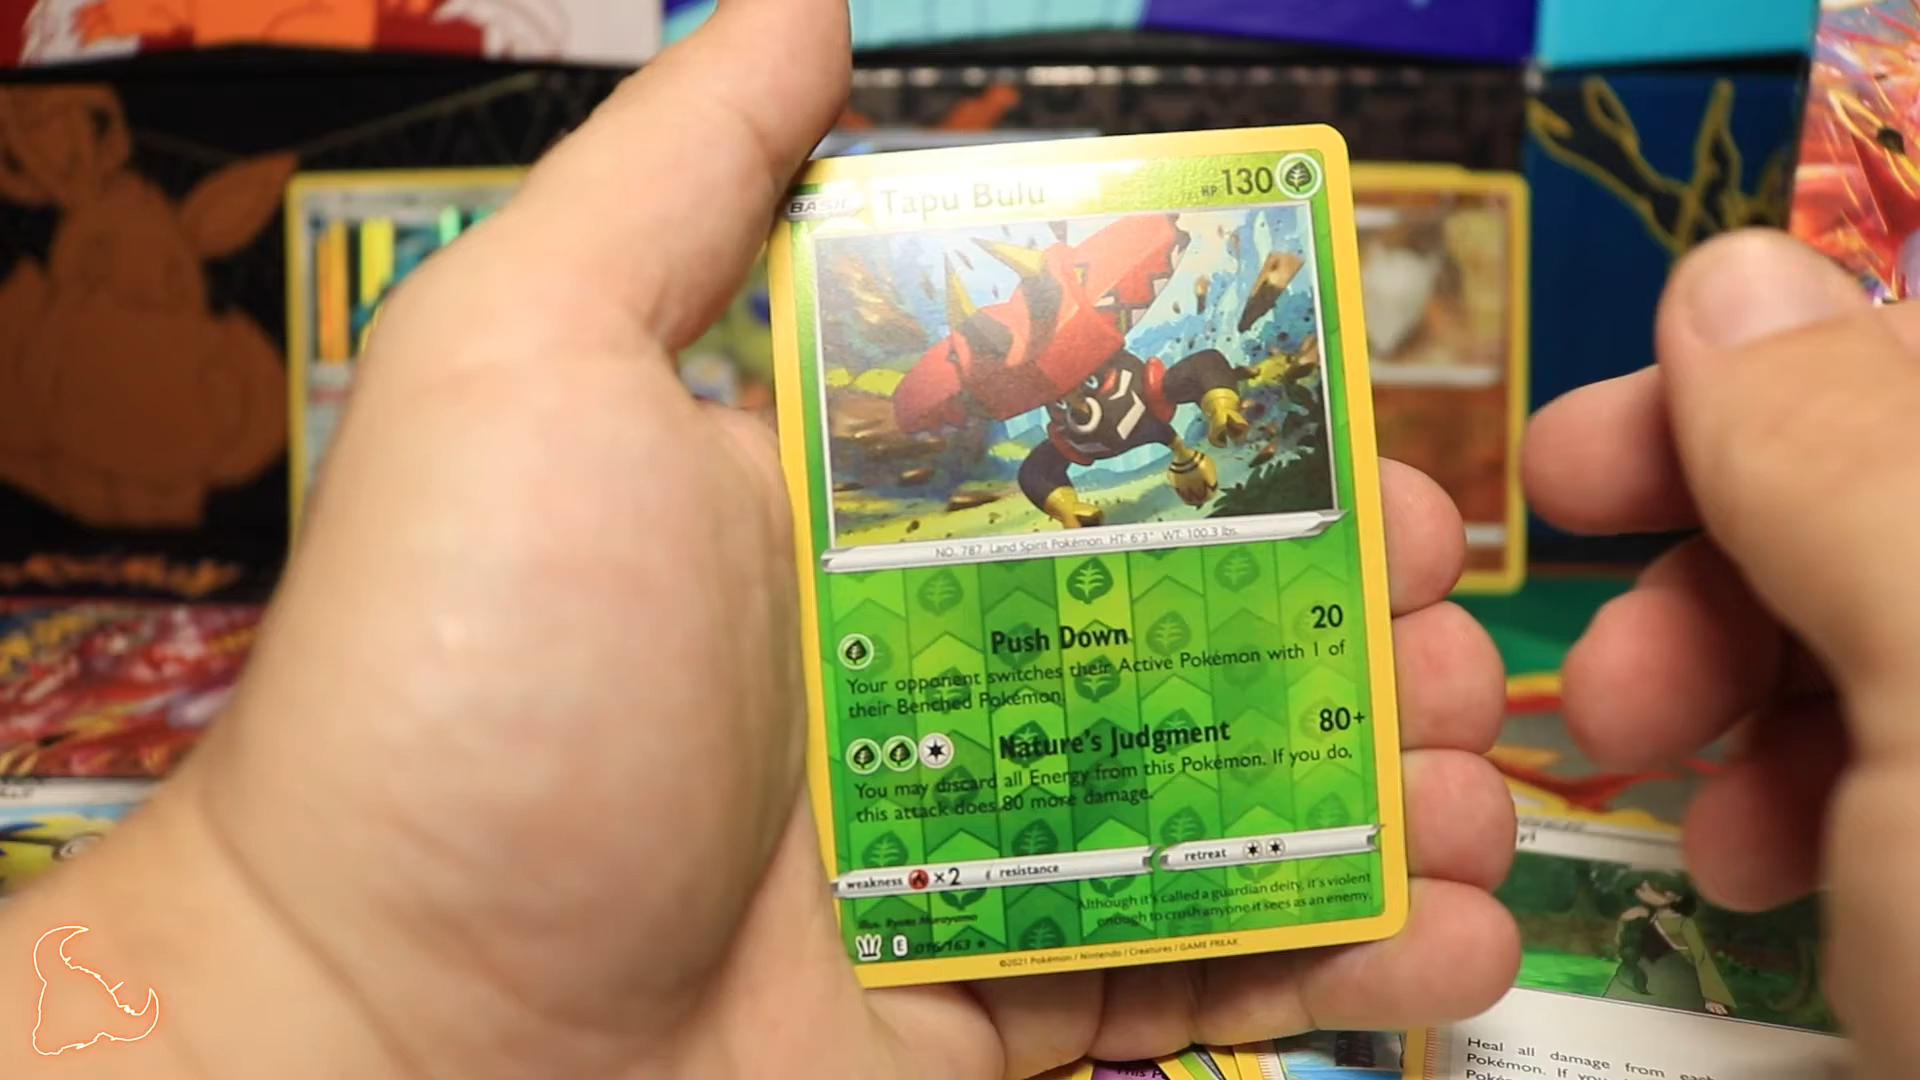 BASIC Tapu Bulu HP 130
NO. 787 Land Spirit Pokémon HT: 6'3" WT: 100.3 lbs.
Push Down 20
Your opponent switches their Active Pokémon with 1 of
their Benched Pokémon.
Nature's Judgment 80+
You may discard all Energy from this Pokémon. If you do,
this attack does 80 more damage.
weakness ×2 resistance retreat
Although it's called a guardian deity, it's violent
enough to crush anyone it sees as an enemy.
Illus. Ryota Murayama
E 016/163
©2021 Pokémon / Nintendo / Creatures / GAME FREAK
Heal all damage from each
Pokémon. If you